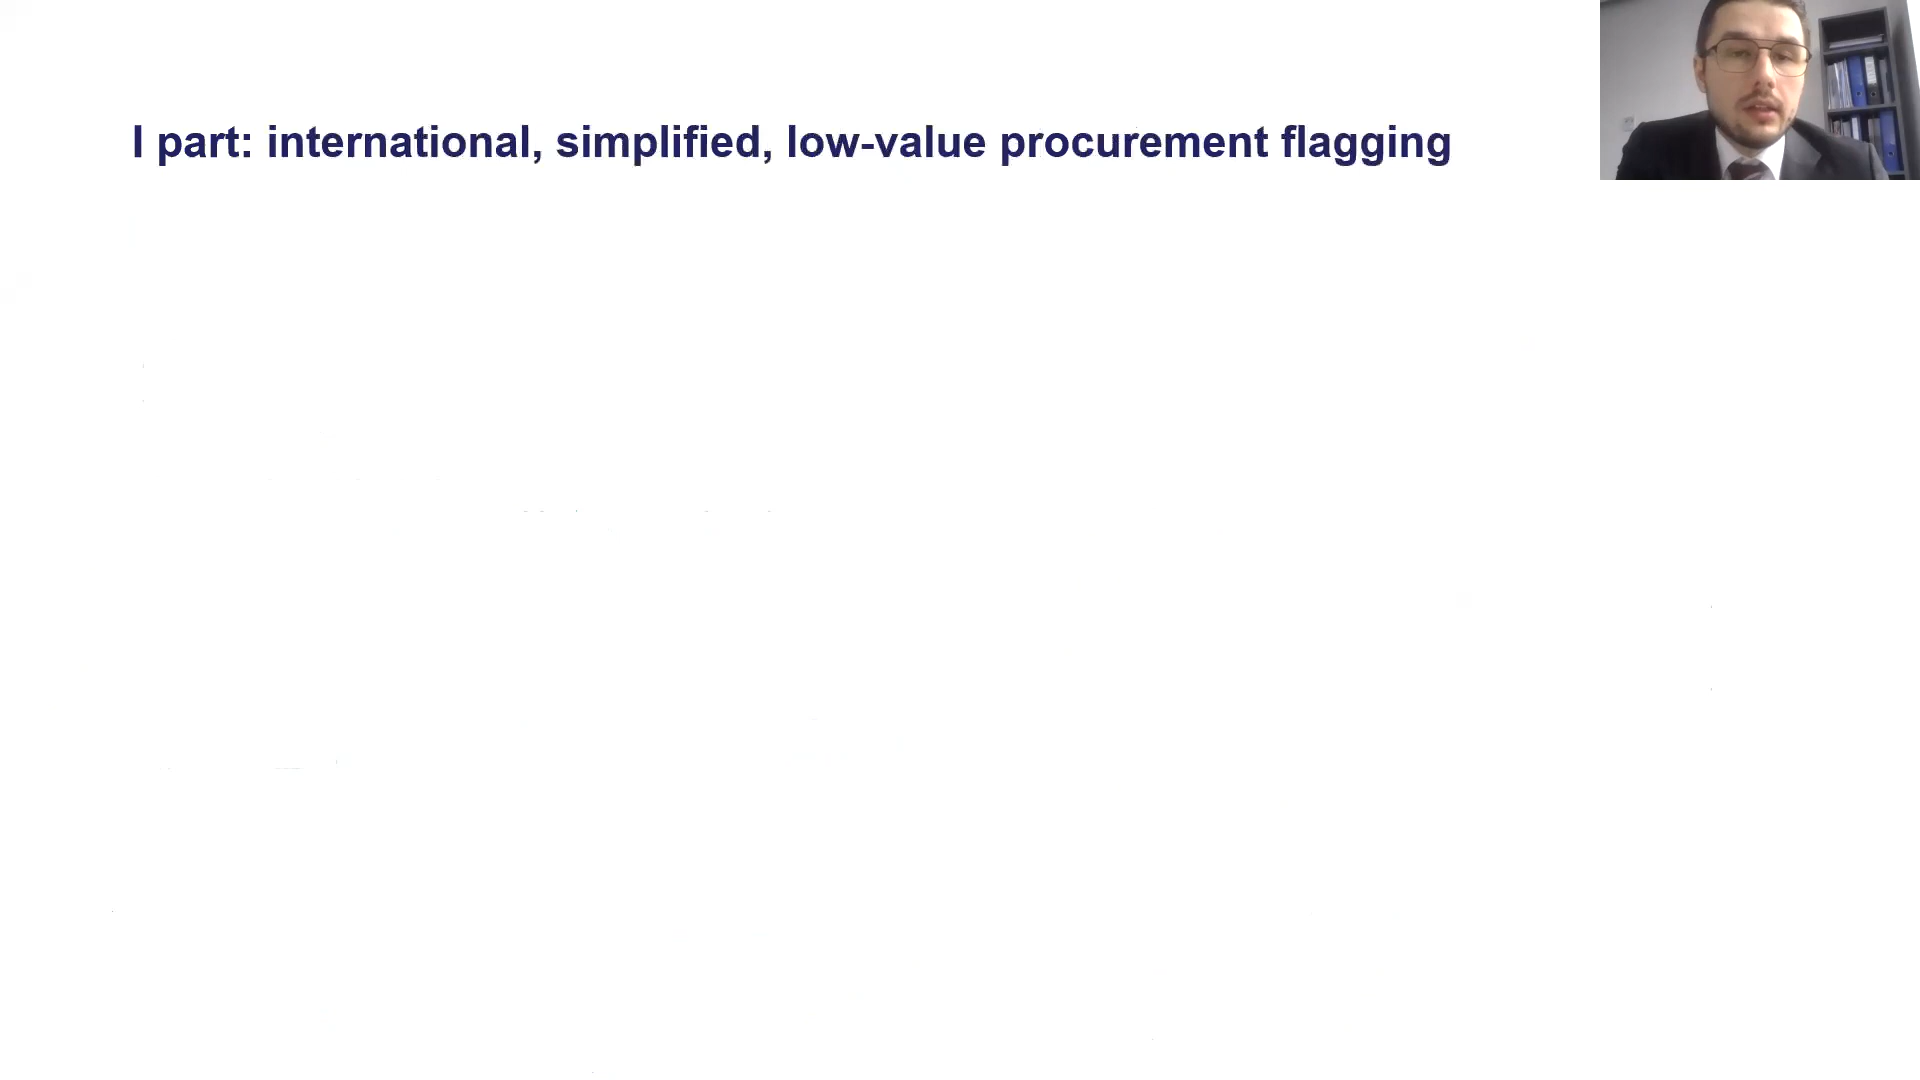 I part: international, simplified, low-value procurement flagging